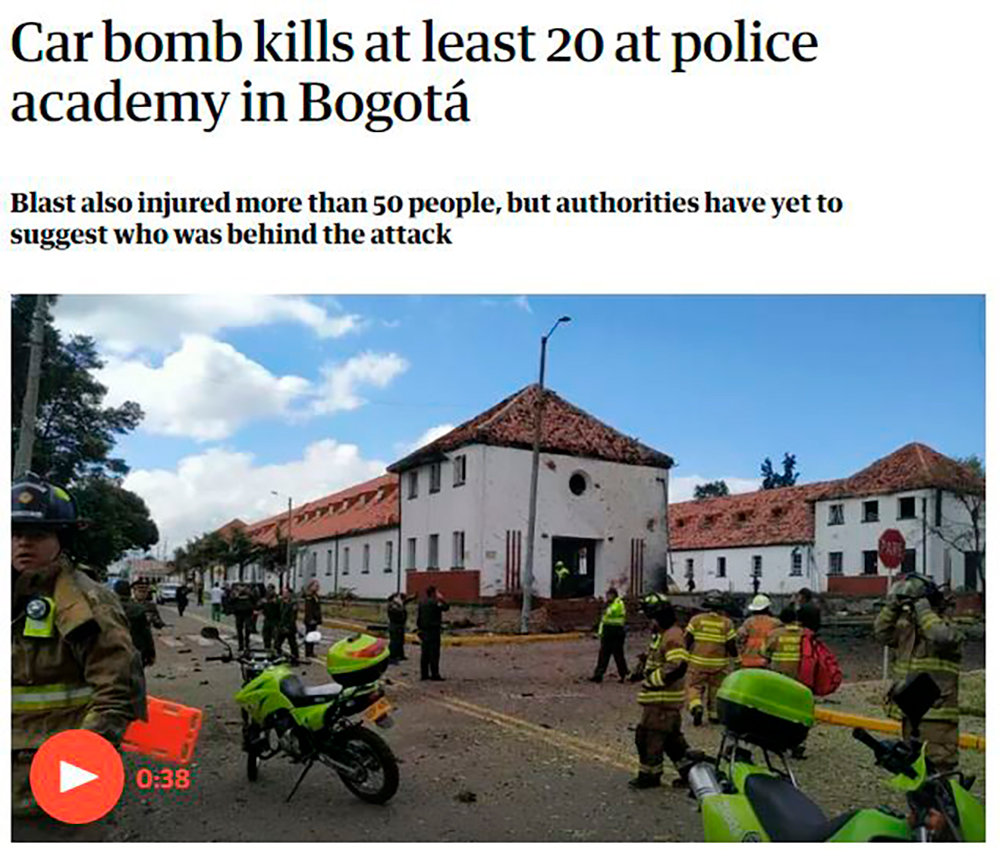 Car bomb kills at least 20 at police
academy in Bogotá
Blast also injured more than 50 people, but authorities have yet to
suggest who was behind the attack
PARE
0:38